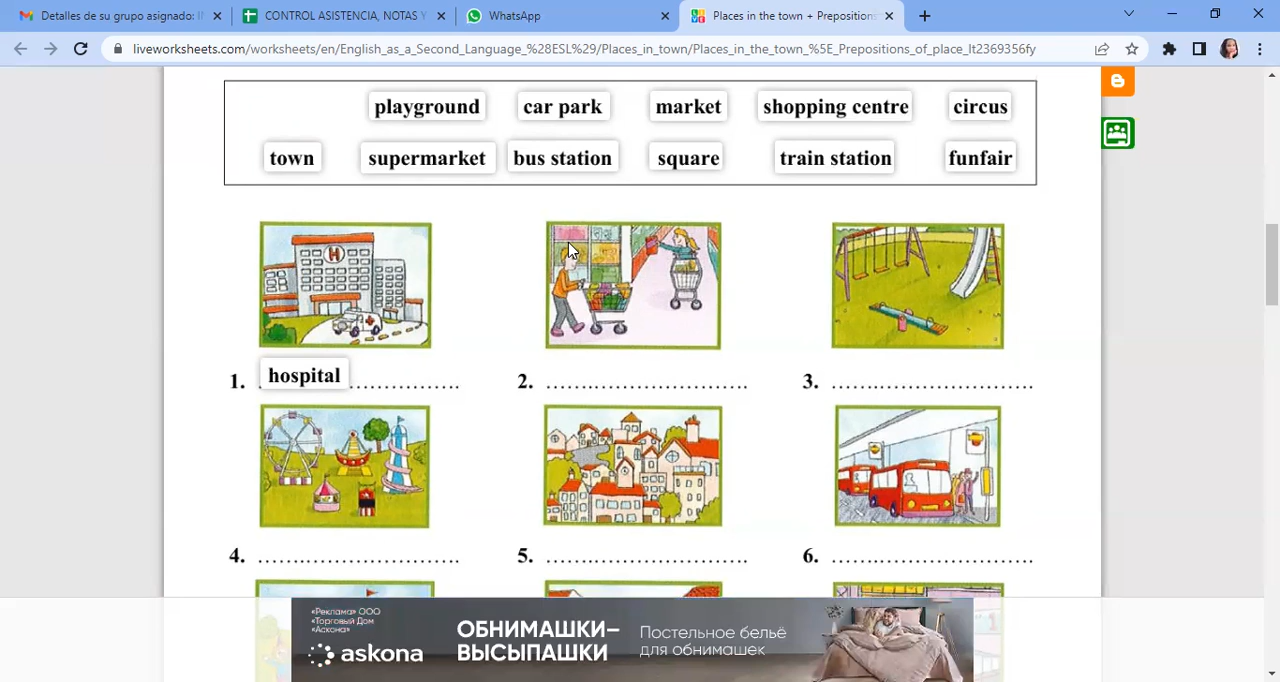 Detalles de su grupo asignado: I
CONTROL ASISTENCIA, NOTAS Y
WhatsApp
Places in the town + Preposition
liveworksheets.com/worksheets/en/English_as_a_Second_Language_%28ESL%29/Places_in_town/Places_in_the_town_%5E_Prepositions_of_place_lt2369356fy
playground car park market shopping centre circus
town supermarket bus station square train station funfair
H
1. hospital ..............
2. ............................
3. ............................
4. ............................
5. ............................
6. ............................
«Реклама» ООО
«Торговый Дом
«Аскона»
askona
ОБНИМАШКИ–
ВЫСЫПАШКИ
Постельное бельё
для обнимашек